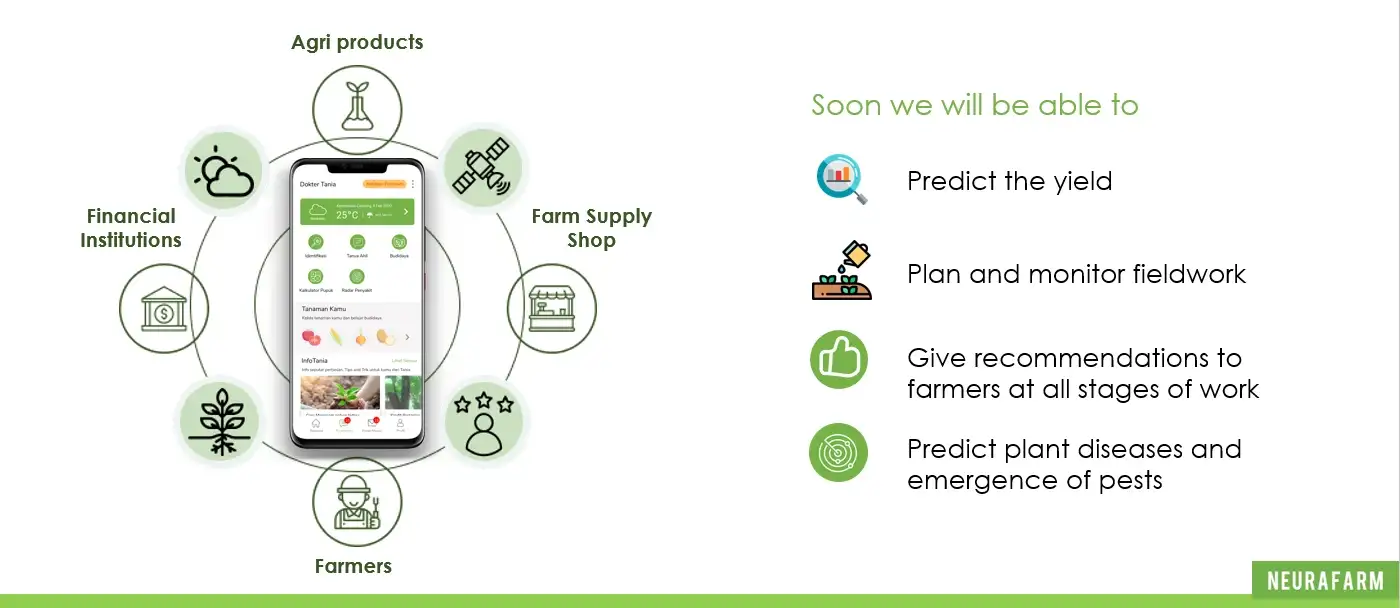 Agri products
Financial
Institutions
Farm Supply
Shop
Farmers
Dokter Tania
25°C
Identifikasi
Tanya Ahli
Budidaya
Kalkulator Pupuk
Radar Penyakit
Tanaman Kamu
InfoTania
Soon we will be able to
Predict the yield
Plan and monitor fieldwork
Give recommendations to
farmers at all stages of work
Predict plant diseases and
emergence of pests
NEURAFARM